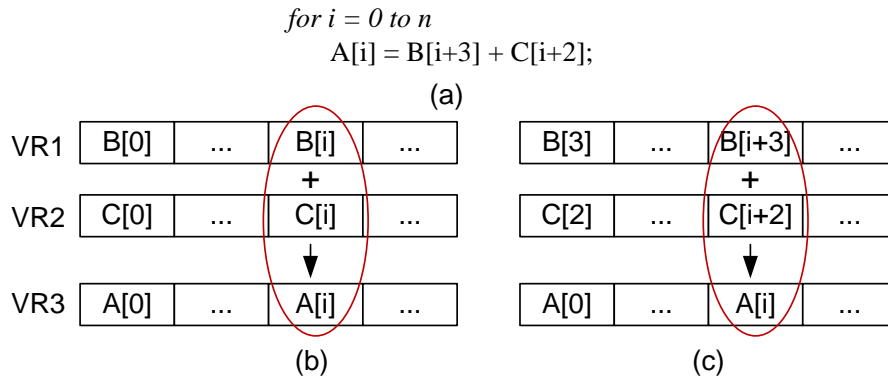 for i = 0 to n
A[i] = B[i+3] + C[i+2];
(a)
VR1 B[0] ... B[i] ... B[3] ... B[i+3] ...
+ +
VR2 C[0] ... C[i] ... C[2] ... C[i+2] ...
VR3 A[0] ... A[i] ... A[0] ... A[i] ...
(b) (c)